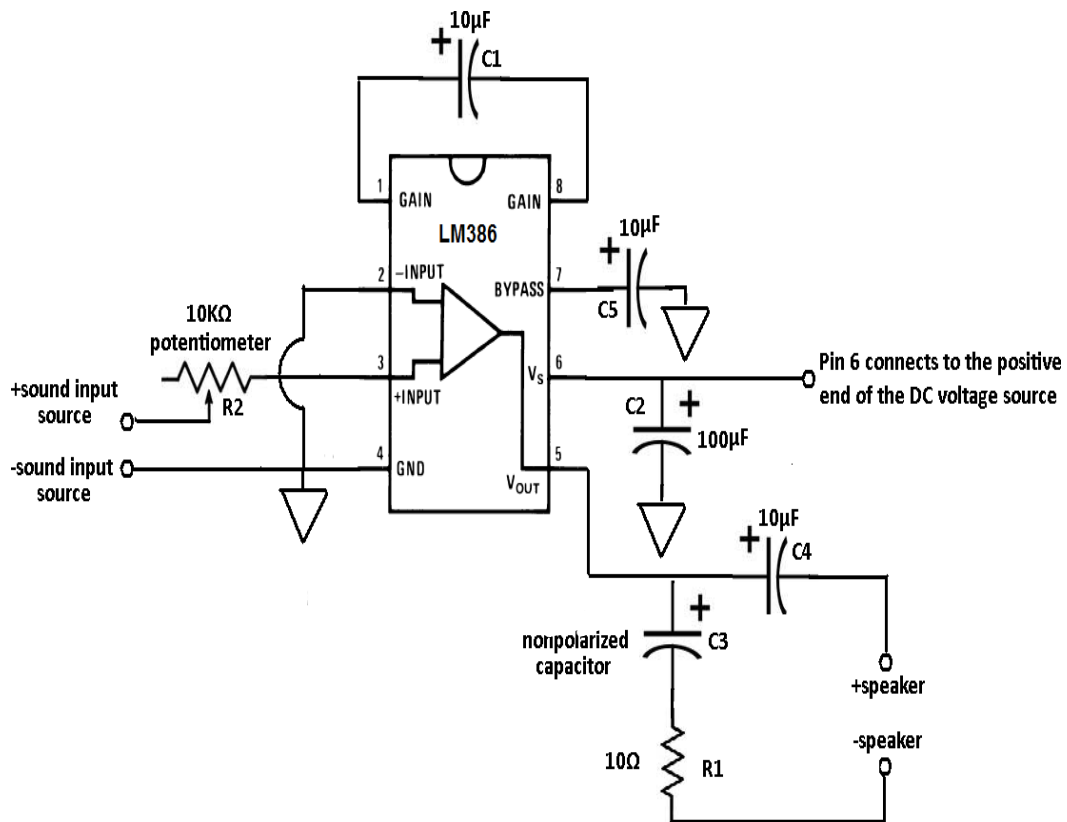 10µF
+
C1
1
8
GAIN
GAIN
LM386
10µF
+
2
-INPUT
7
BYPASS
C5
10KΩ
potentiometer
3
+INPUT
R2
VS
6
Pin 6 connects to the positive
end of the DC voltage source
+sound input
source
C2
+
100µF
-sound input
source
4
GND
5
VOUT
10µF
+
C4
nonpolarized
capacitor
+
C3
+speaker
-speaker
10Ω
R1